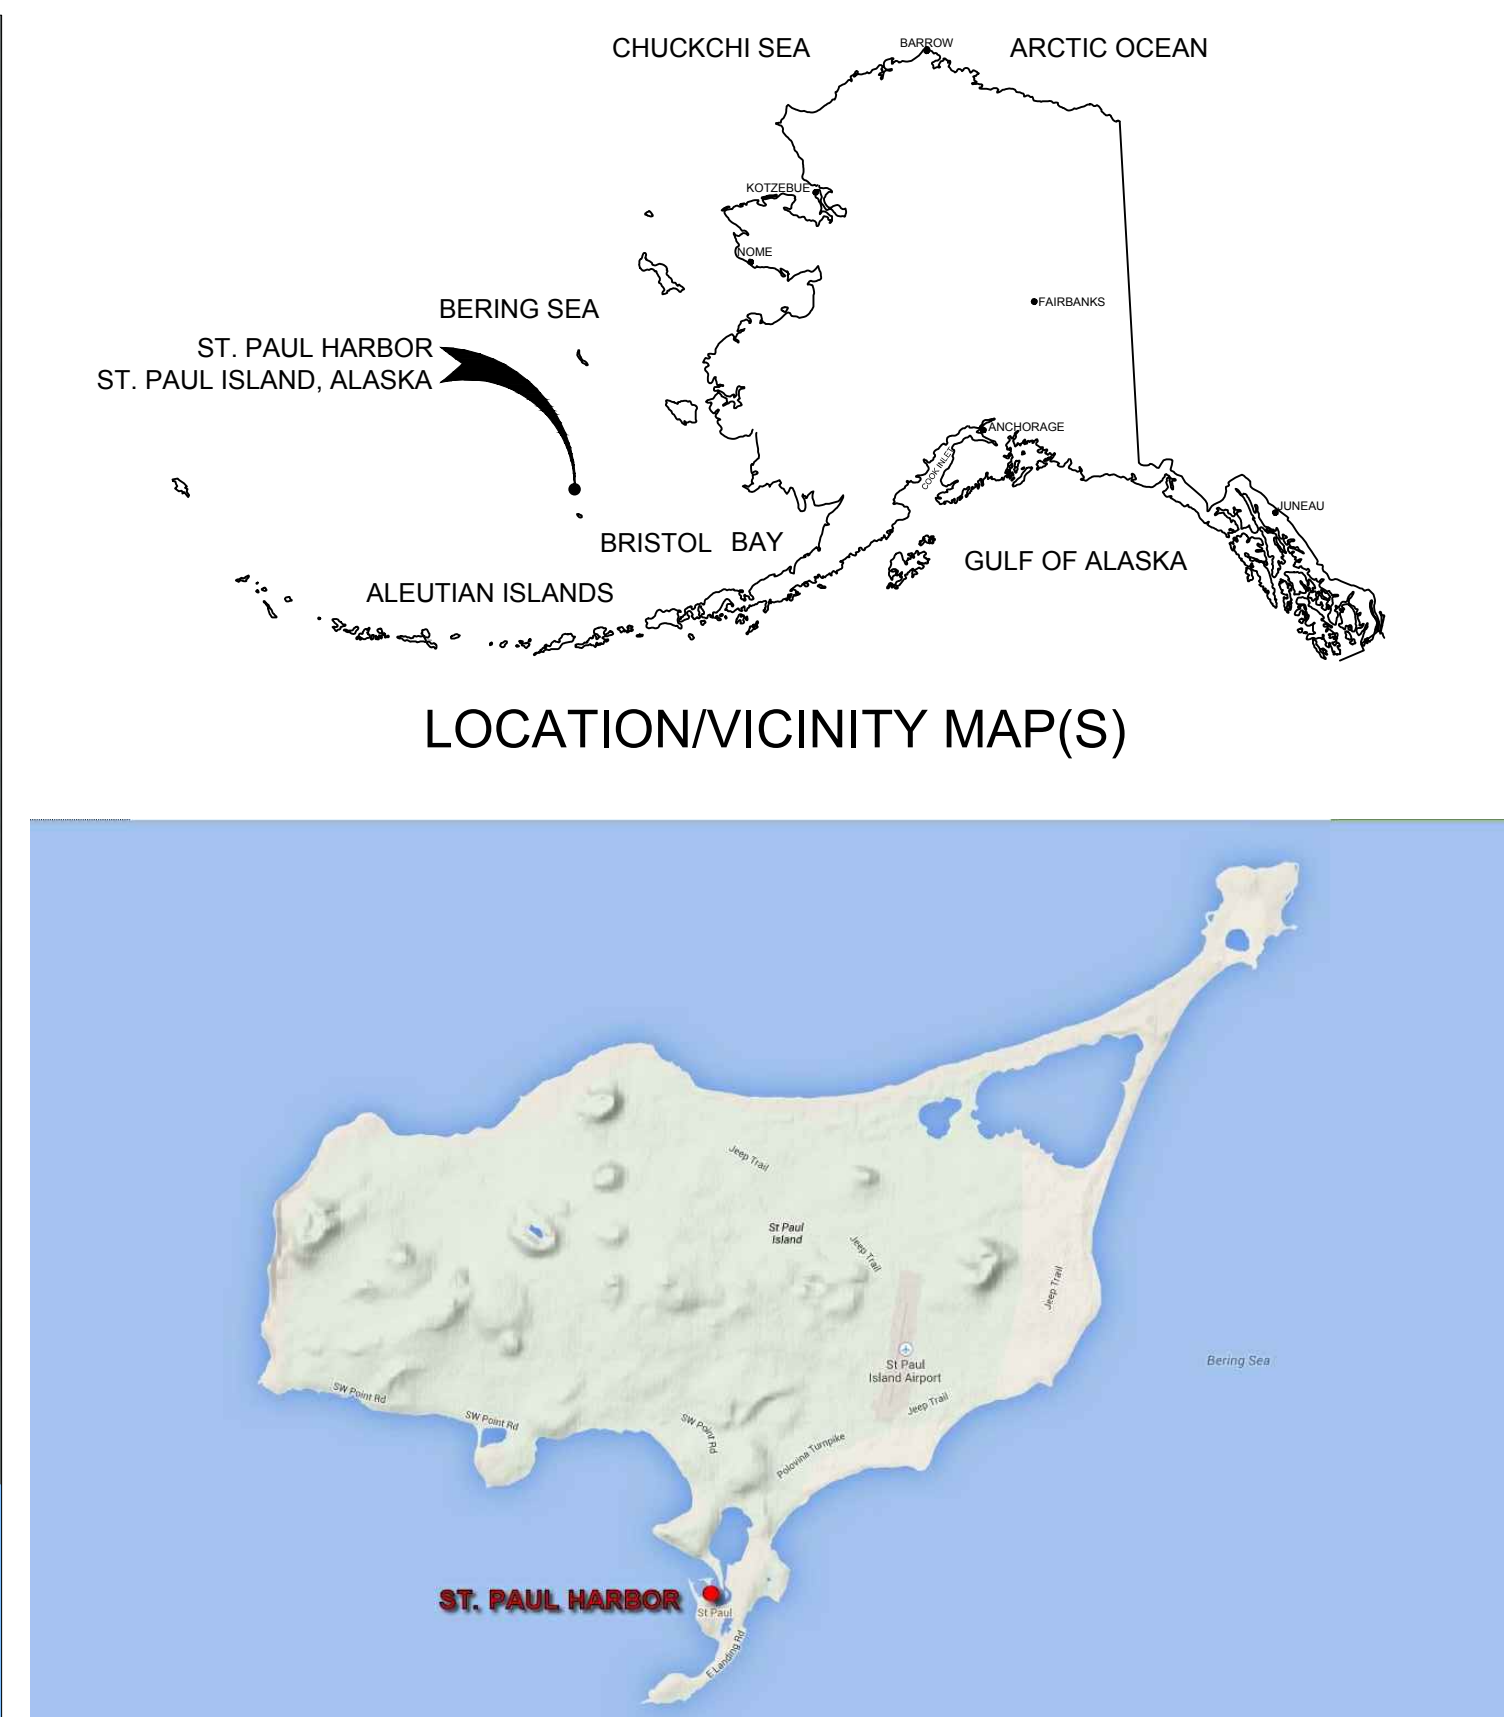 CHUCKCHI SEA
BARROW
ARCTIC OCEAN
KOTZEBUE
NOME
BERING SEA
FAIRBANKS
ST. PAUL HARBOR
ST. PAUL ISLAND, ALASKA
ANCHORAGE
COOK INLET
JUNEAU
BRISTOL BAY
GULF OF ALASKA
ALEUTIAN ISLANDS
LOCATION/VICINITY MAP(S)
Jeep Trail
St Paul
Island
Jeep Trail
Jeep Trail
St Paul
Island Airport
Bering Sea
SW Point Rd
Jeep Trail
SW Point Rd
SW Point Rd
Polovina Turnpike
ST. PAUL HARBOR
St Paul
E Landing Rd